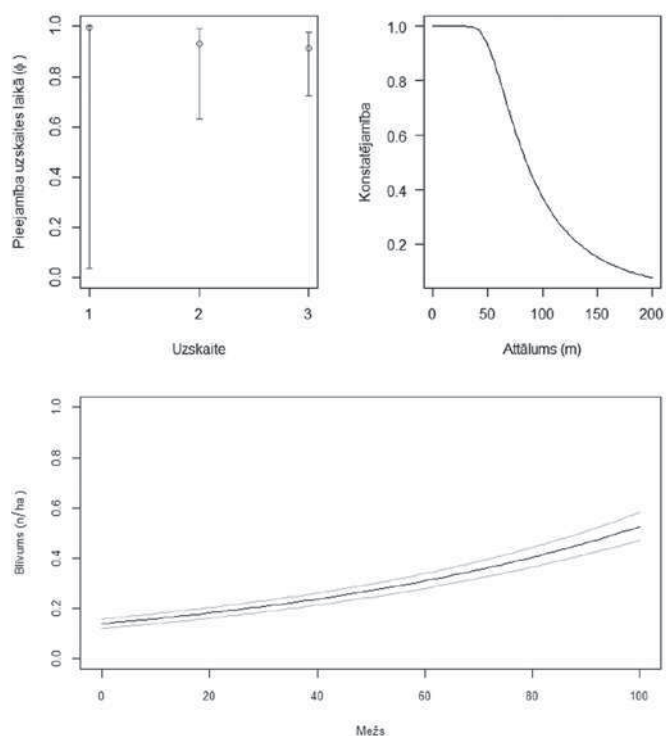 Pieejamība uzskaites laikā (ϕ)
1.0
0.8
0.6
0.4
0.2
0.0
1 2 3
Uzskaite
Konstatējamība
1.0
0.8
0.6
0.4
0.2
0 50 100 150 200
Attālums (m)
Blīvums (n/ha)
1.0
0.8
0.6
0.4
0.2
0.0
0 20 40 60 80 100
Mežs